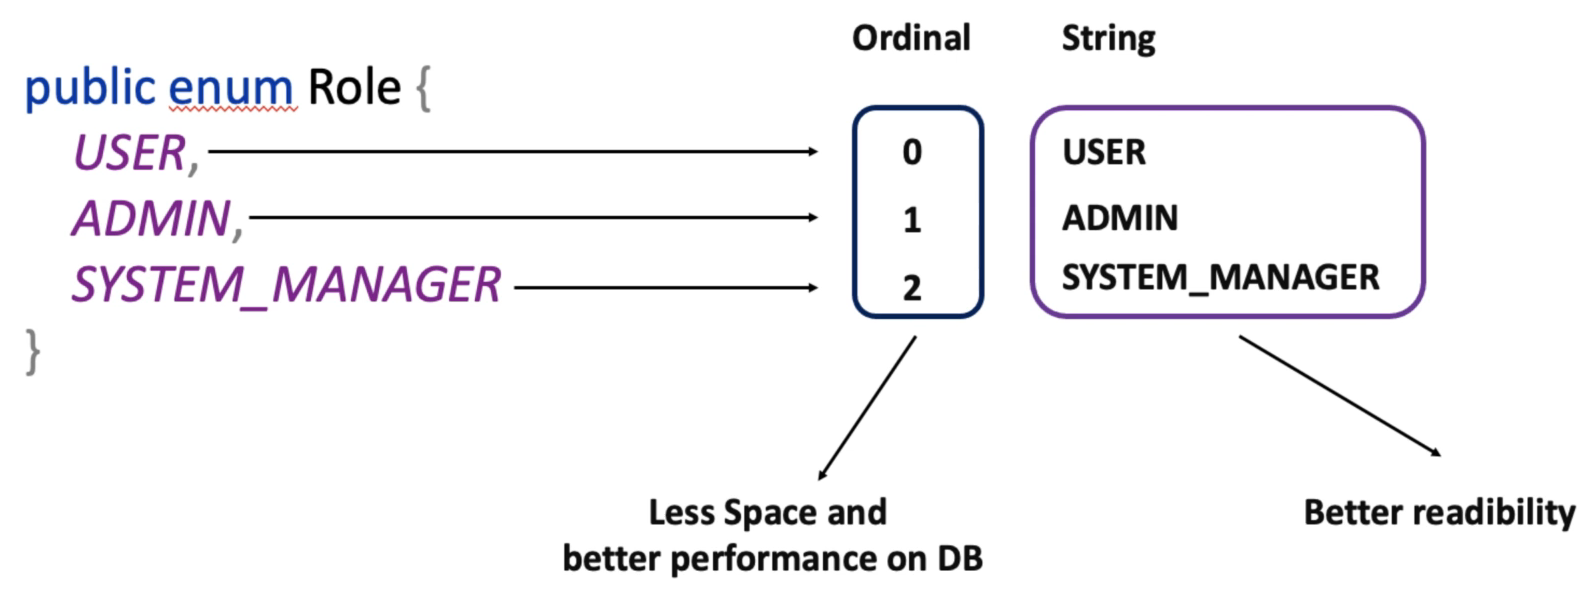 Ordinal String
public enum Role {
USER, 0 USER
ADMIN, 1 ADMIN
SYSTEM_MANAGER 2 SYSTEM_MANAGER
}
Less Space and
better performance on DB
Better readibility